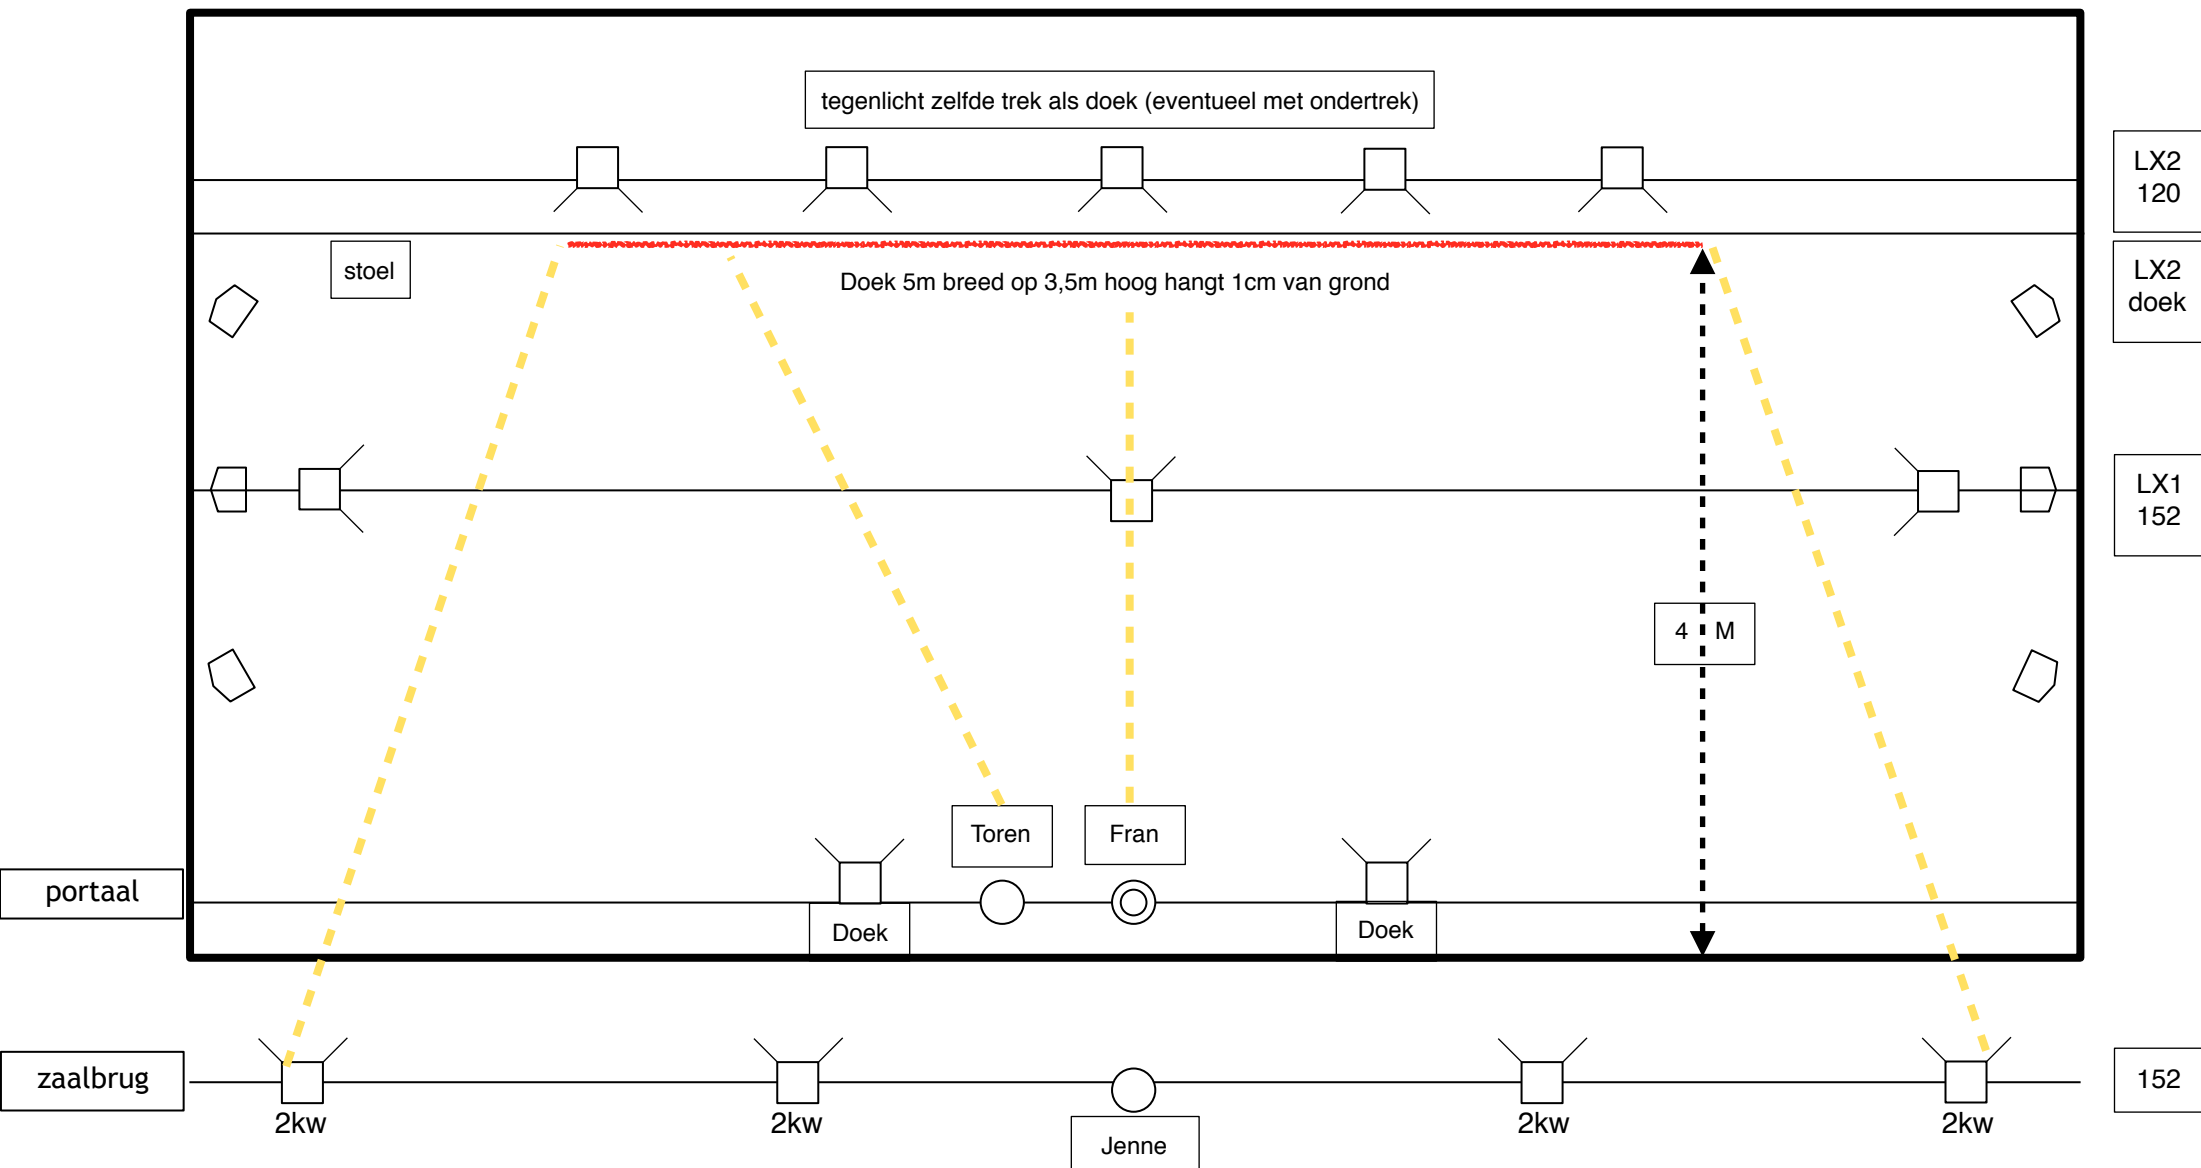 tegenlicht zelfde trek als doek (eventueel met ondertrek)
LX2
120
stoel
Doek 5m breed op 3,5m hoog hangt 1cm van grond
LX2
doek
LX1
152
4 M
Toren
Fran
portaal
Doek
Doek
zaalbrug
152
2kw
2kw
2kw
2kw
Jenne